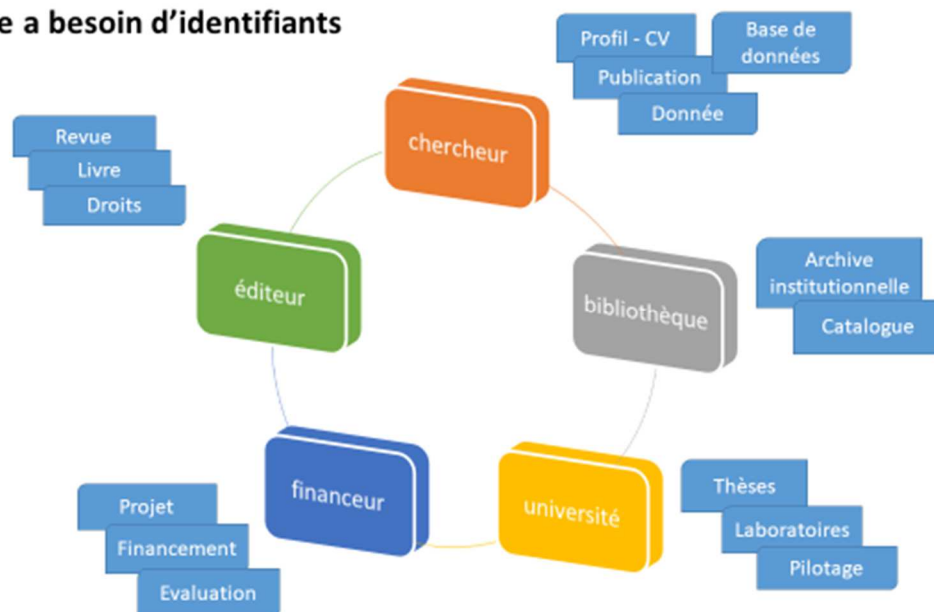 e a besoin d’identifiants
Profil - CV
Base de
données
Publication
Donnée
chercheur
Revue
Livre
Droits
éditeur
bibliothèque
Archive
institutionnelle
Catalogue
financeur
université
Projet
Financement
Evaluation
Thèses
Laboratoires
Pilotage